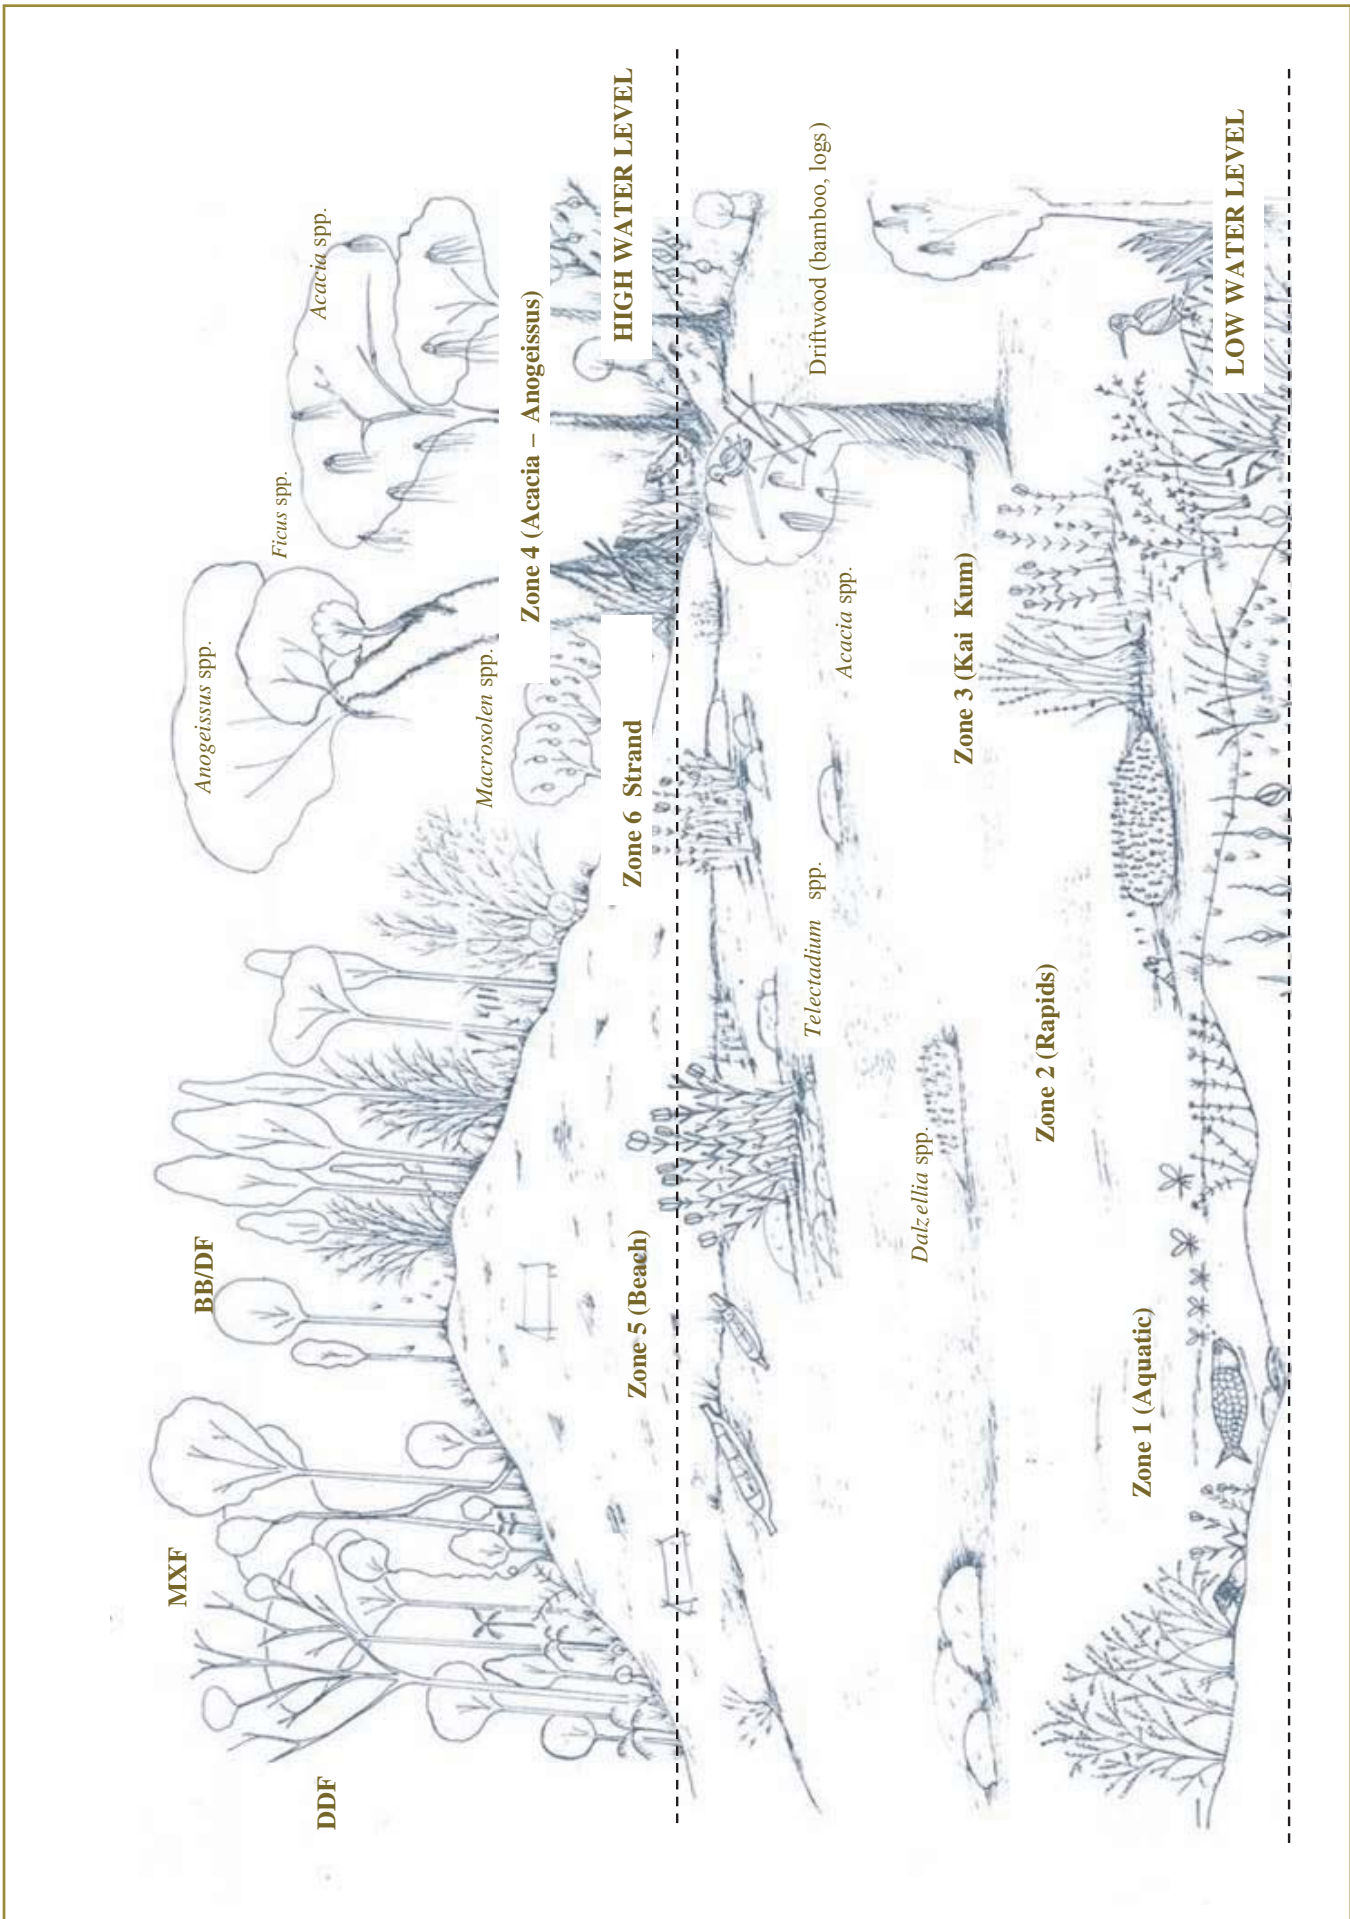 MXF
BB/DF
DDF
Anogeissus spp.
Ficus spp.
Acacia spp.
Macrosolen spp.
Zone 4 (Acacia – Anogeissus)
Zone 6 Strand
HIGH WATER LEVEL
Zone 5 (Beach)
Telectadium spp.
Acacia spp.
Driftwood (bamboo, logs)
Dalzellia spp.
Zone 3 (Kai Kum)
Zone 2 (Rapids)
Zone 1 (Aquatic)
LOW WATER LEVEL